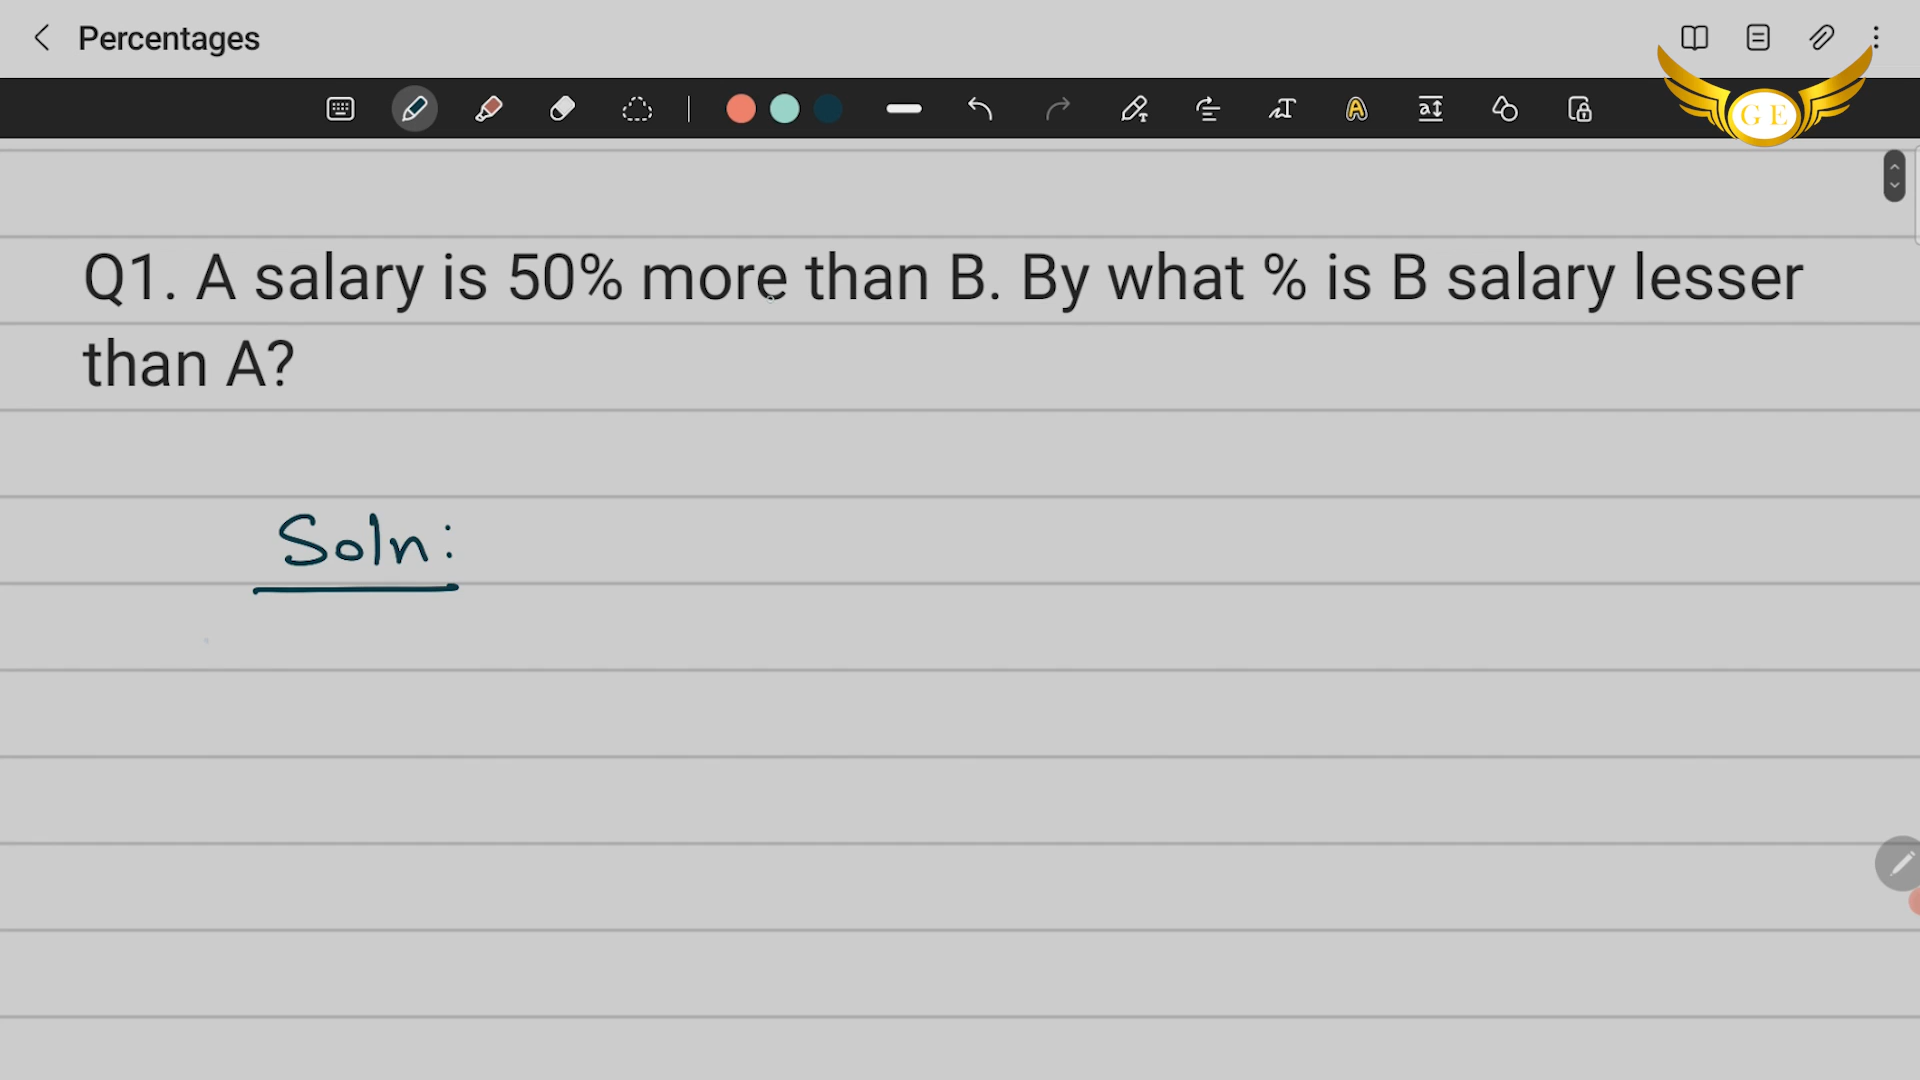 Percentages
A
a
G E
Q1. A salary is 50% more than B. By what % is B salary lesser
than A?
Soln: